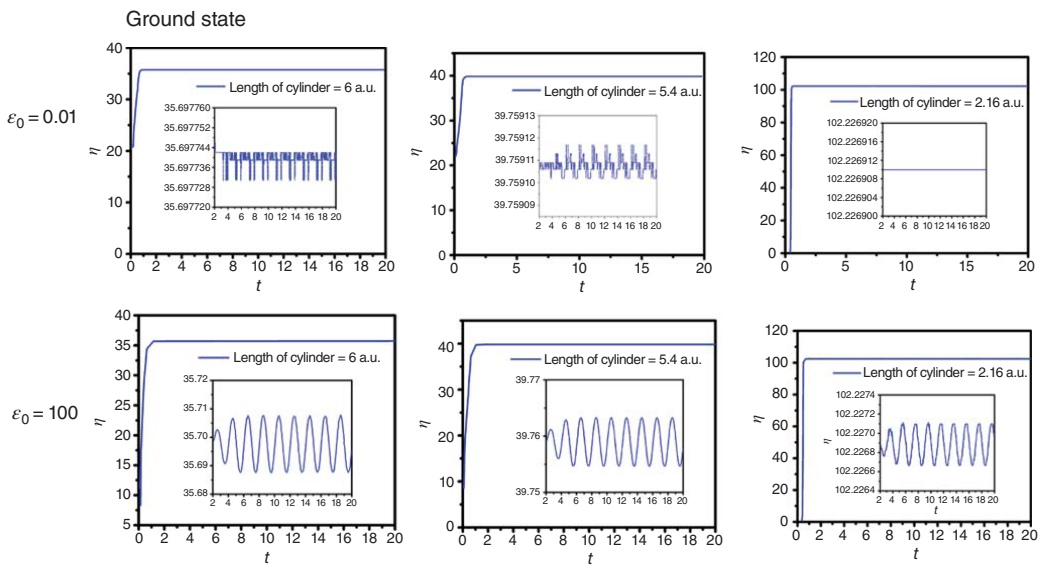 Ground state
ε0 = 0.01
40
30
20
10
0
η
Length of cylinder = 6 a.u.
35.697760
35.697752
35.697744
35.697736
35.697728
35.697720
2 4 6 8 10 12 14 16 18 20
0 2 4 6 8 10 12 14 16 18 20
t
40
30
20
10
0
η
Length of cylinder = 5.4 a.u.
39.75913
39.75912
39.75911
39.75910
39.75909
2 4 6 8 10 12 14 16 18 20
0 5 10 15 20
t
120
100
80
60
40
20
0
η
Length of cylinder = 2.16 a.u.
102.226920
102.226912
102.226908
102.226904
102.226900
2 4 6 8 10 12 14 16 18 20
0 5 10 15 20
t
ε0 = 100
40
35
30
25
20
15
10
5
η
Length of cylinder = 6 a.u.
35.72
35.71
35.70
35.69
35.68
2 4 6 8 10 12 14 16 18 20
0 2 4 6 8 10 12 14 16 18 20
t
40
30
20
10
0
η
Length of cylinder = 5.4 a.u.
39.77
39.76
39.75
2 4 6 8 10 12 14 16 18 20
0 2 4 6 8 10 12 14 16 18 20
t
120
100
80
60
40
20
0
η
Length of cylinder = 2.16 a.u.
102.2274
102.2272
102.2270
102.2268
102.2266
102.2264
η
2 4 6 8 10 12 14 16 18 20
t
0 2 4 6 8 10 12 14 16 18 20
t